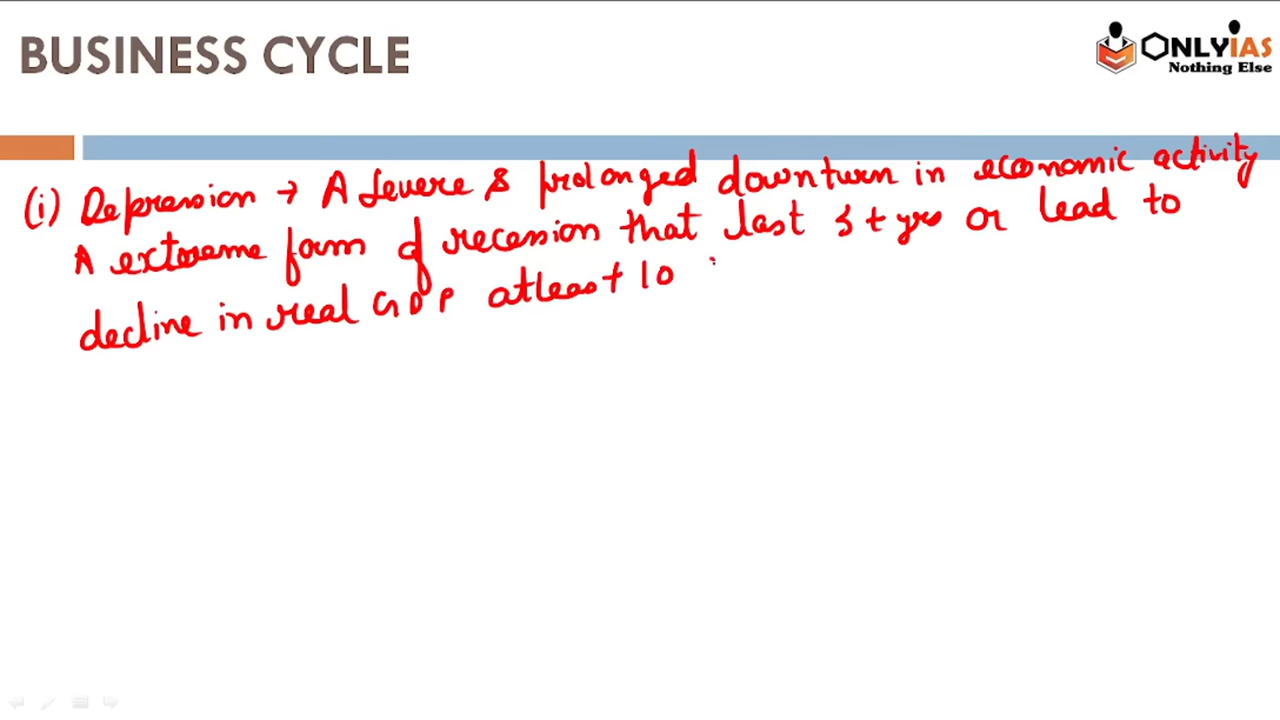 BUSINESS CYCLE
ONLYIAS
Nothing Else
(i) Depression → A severe & prolonged downturn in economic activity
A extreme form of recession that last 3+ yrs or lead to
decline in real GDP atleast 10